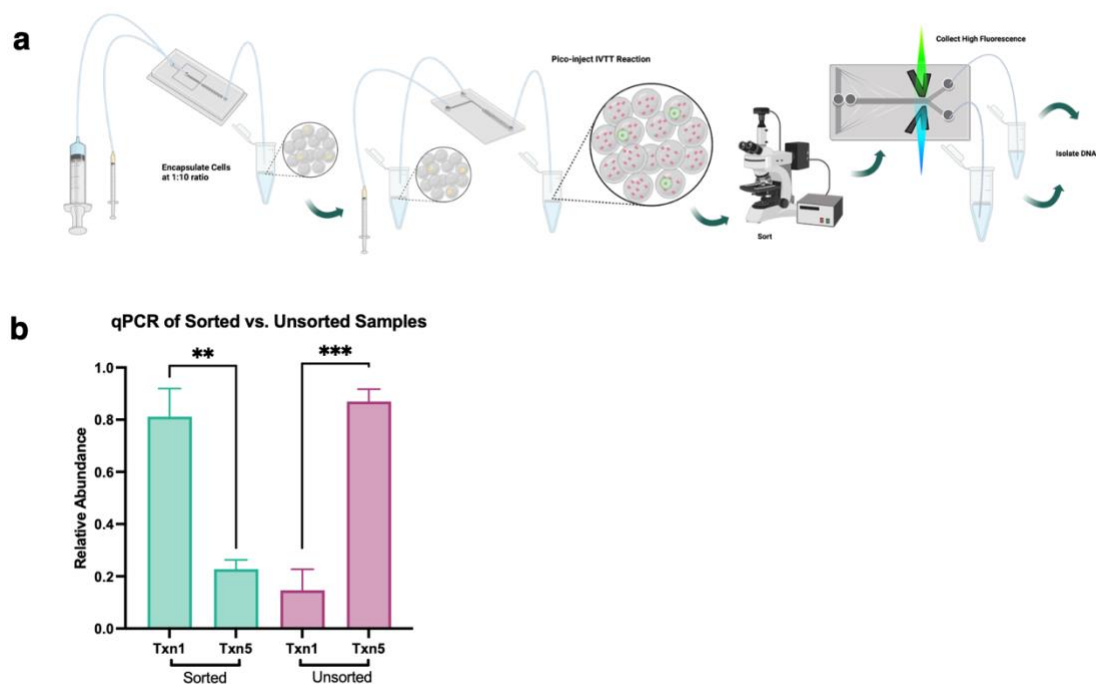 a
Encapsulate Cells
at 1:10 ratio
Pico-inject IVTT Reaction
Sort
Collect High Fluorescence
Isolate DNA
b
qPCR of Sorted vs. Unsorted Samples
Relative Abundance
1.0
0.8
0.6
0.4
0.2
0.0
**
***
Txn1 Txn5 Txn1 Txn5
Sorted Unsorted